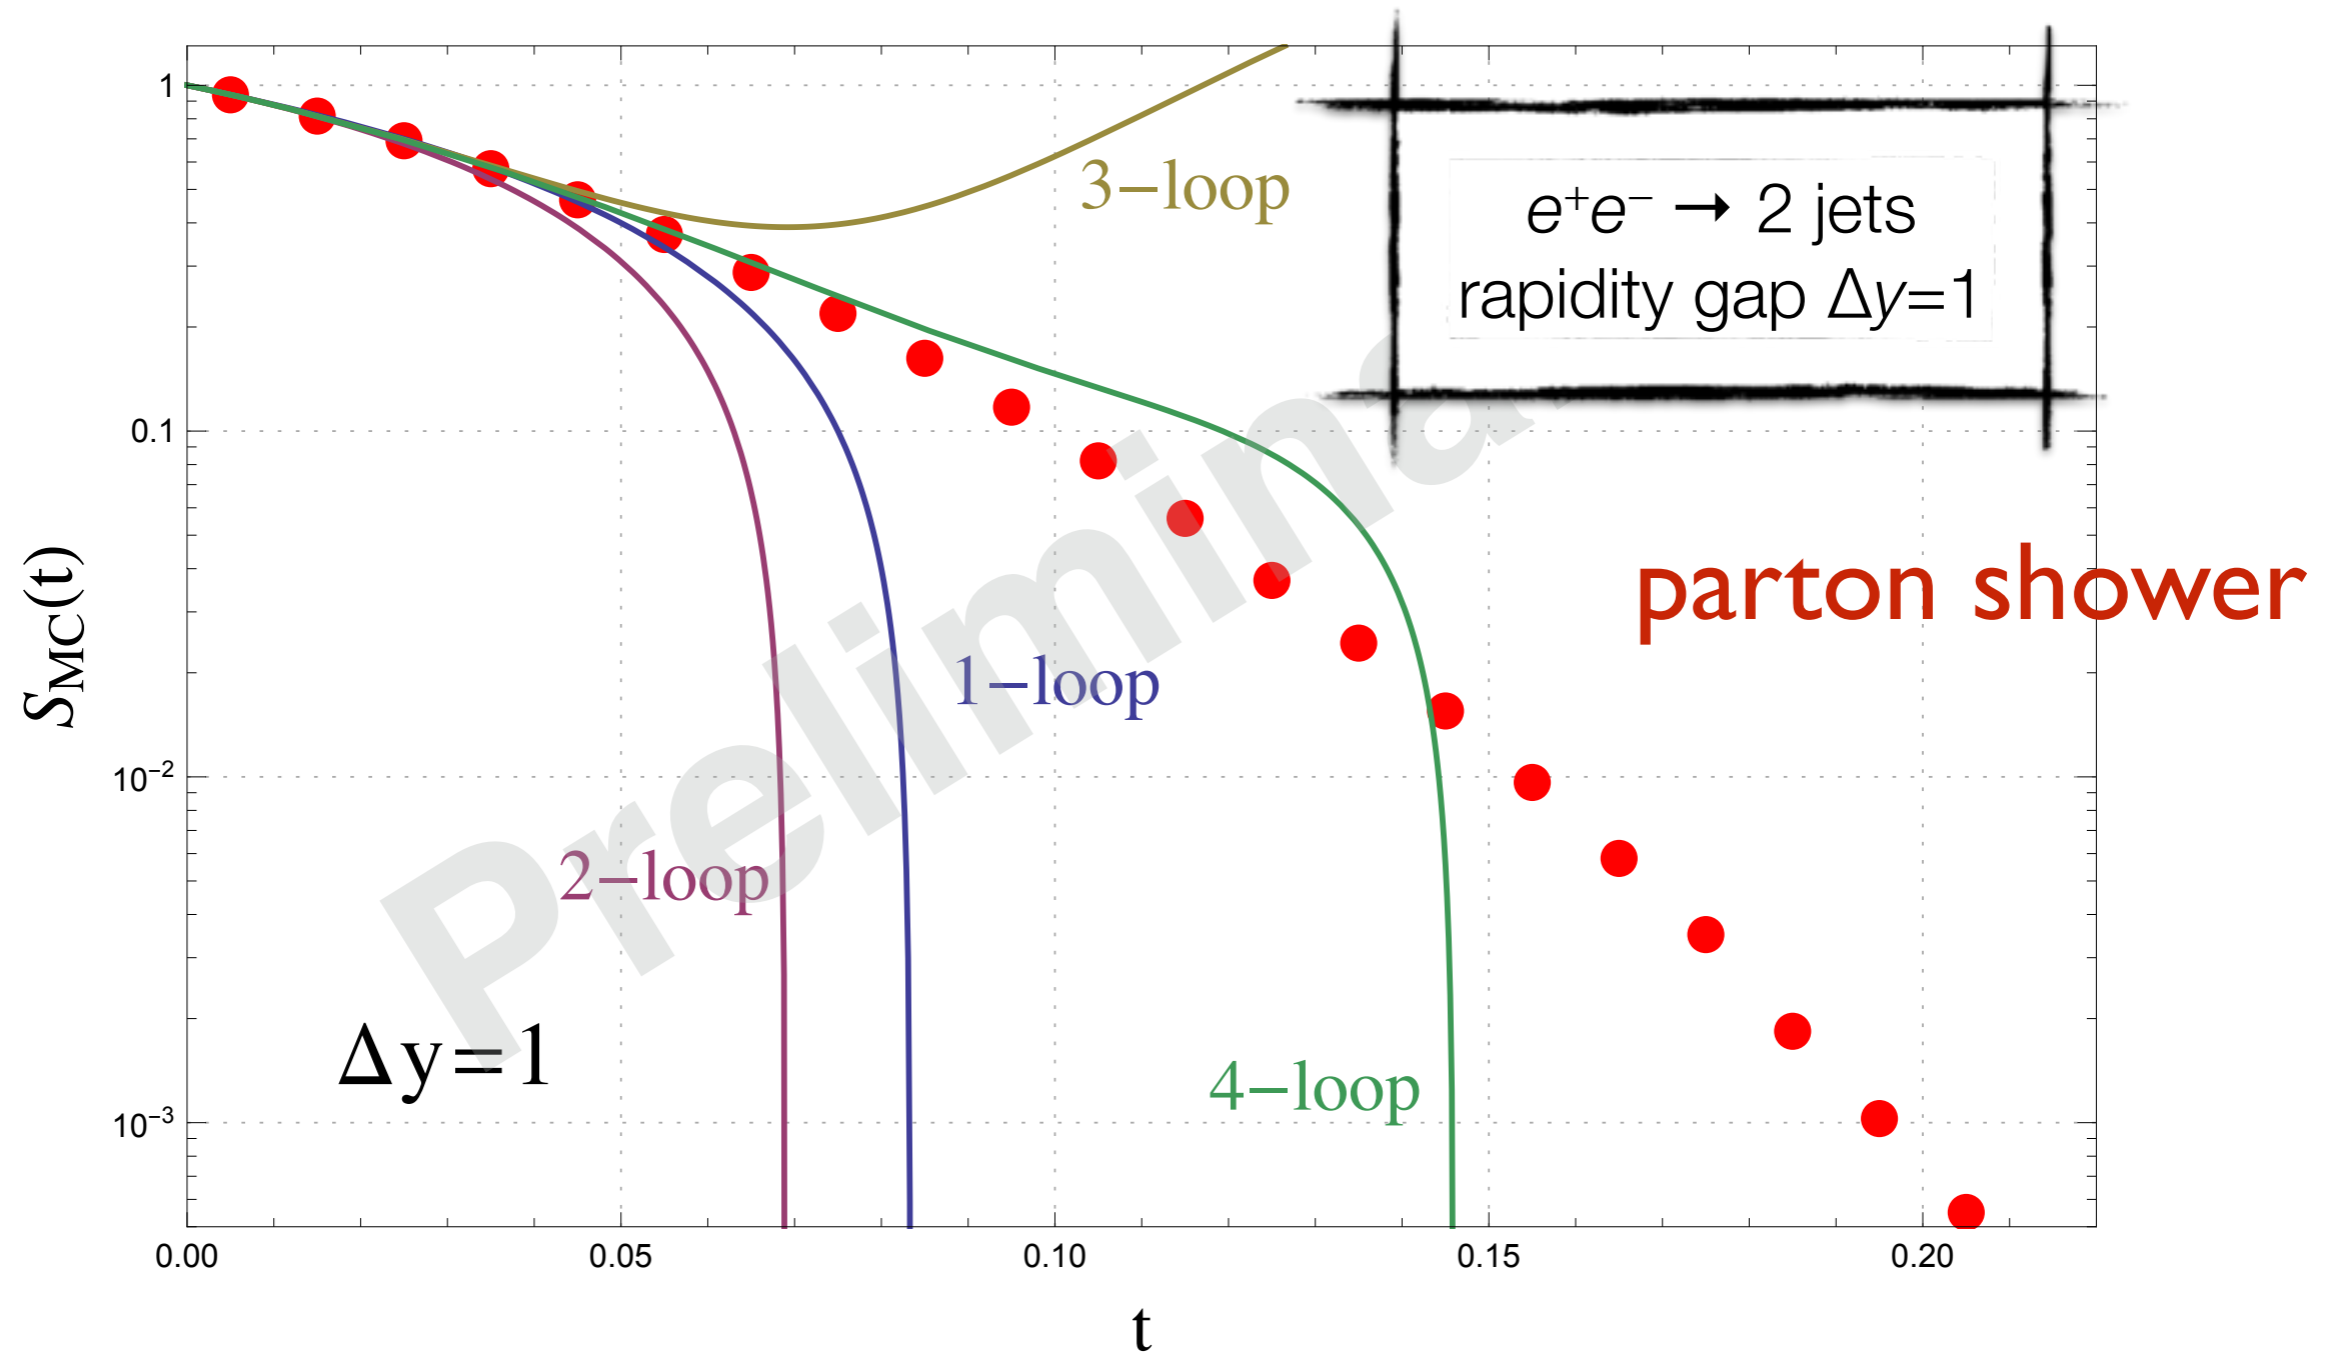 1
0.1
10⁻²
10⁻³
S_MC(t)
3−loop
e⁺e⁻ → 2 jets
rapidity gap Δy=1
parton shower
1−loop
2−loop
4−loop
Δy=1
0.00 0.05 0.10 0.15 0.20
t